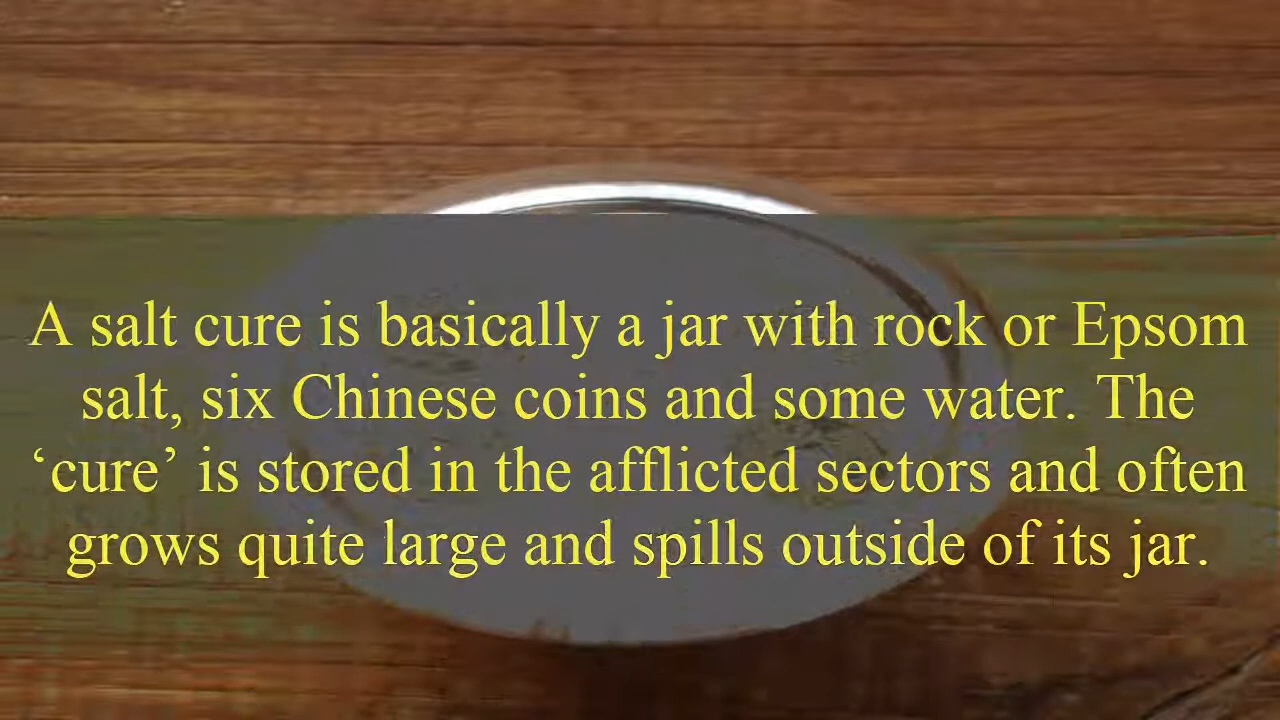 A salt cure is basically a jar with rock or Epsom
salt, six Chinese coins and some water. The
‘cure’ is stored in the afflicted sectors and often
grows quite large and spills outside of its jar.